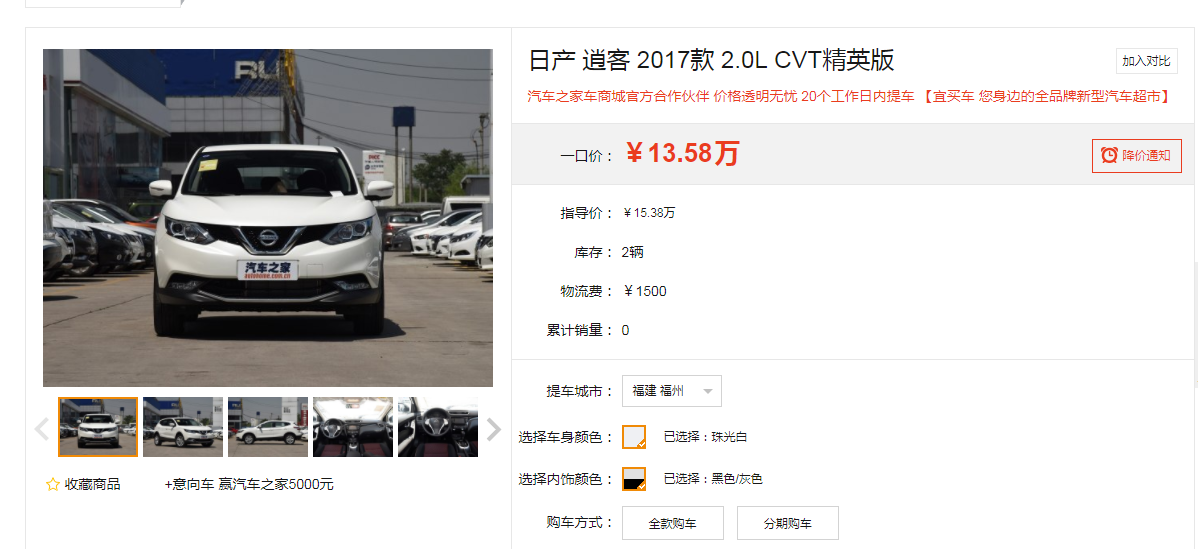 日产 逍客 2017款 2.0L CVT精英版
加入对比
汽车之家车商城官方合作伙伴 价格透明无忧 20个工作日内提车 【宜买车 您身边的全品牌新型汽车超市】
一口价： ￥13.58万
降价通知
指导价： ￥15.38万
库存： 2辆
物流费： ￥1500
累计销量： 0
提车城市： 福建 福州
选择车身颜色： 已选择：珠光白
选择内饰颜色： 已选择：黑色/灰色
购车方式： 全款购车 分期购车
汽车之家
收藏商品
+意向车 赢汽车之家5000元